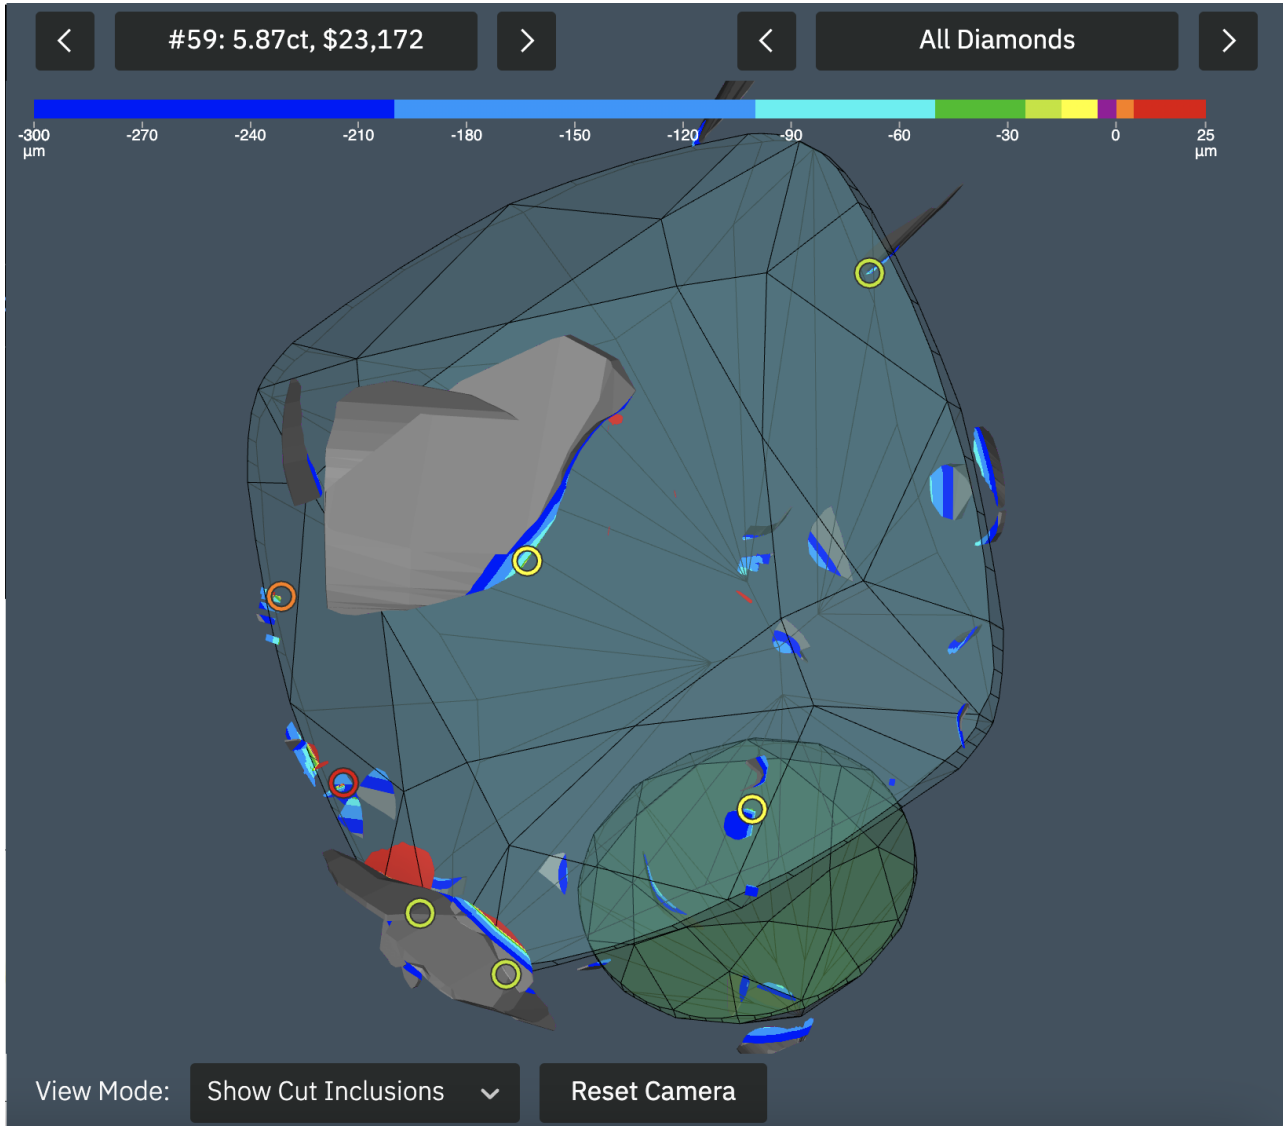 #59: 5.87ct, $23,172
All Diamonds
-300 -270 -240 -210 -180 -150 -120 -90 -60 -30 0 25
μm μm
View Mode: Show Cut Inclusions Reset Camera